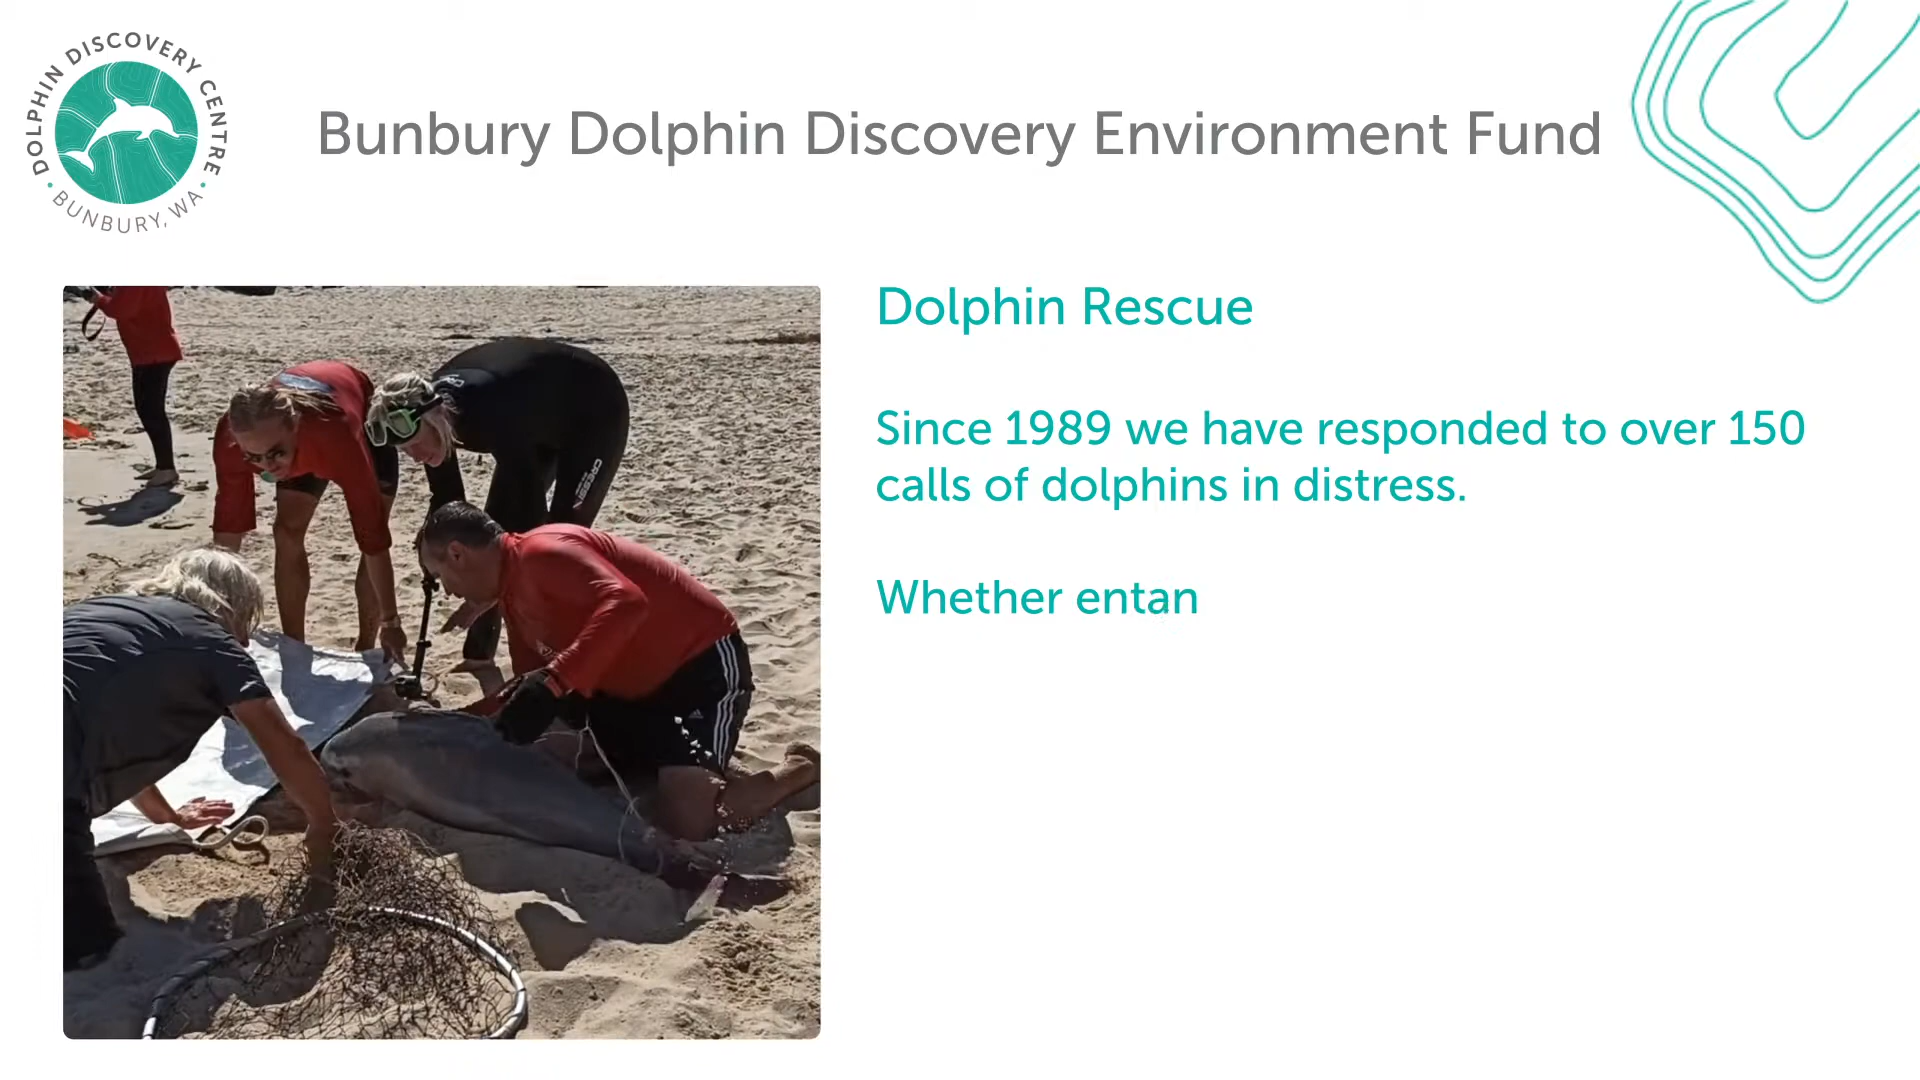 DOLPHIN DISCOVERY CENTRE
BUNBURY, WA
Bunbury Dolphin Discovery Environment Fund
Dolphin Rescue
Since 1989 we have responded to over 150
calls of dolphins in distress.
Whether entan
CRESSI